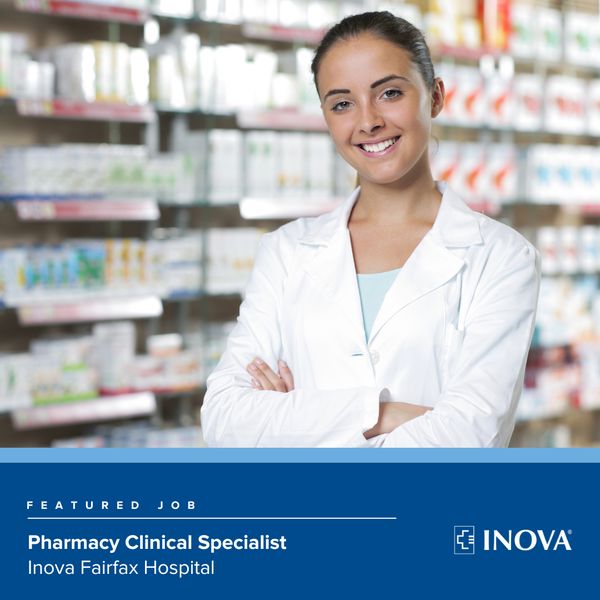 FEATURED JOB
Pharmacy Clinical Specialist
Inova Fairfax Hospital
INOVA®